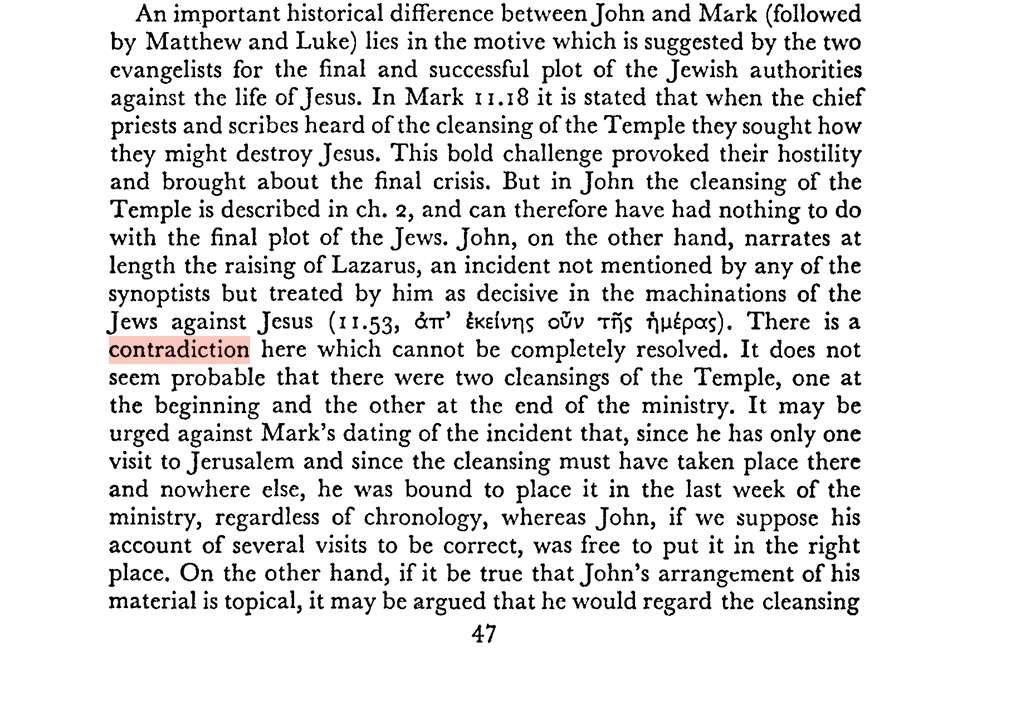 An important historical difference between John and Mark (followed
by Matthew and Luke) lies in the motive which is suggested by the two
evangelists for the final and successful plot of the Jewish authorities
against the life of Jesus. In Mark 11.18 it is stated that when the chief
priests and scribes heard of the cleansing of the Temple they sought how
they might destroy Jesus. This bold challenge provoked their hostility
and brought about the final crisis. But in John the cleansing of the
Temple is described in ch. 2, and can therefore have had nothing to do
with the final plot of the Jews. John, on the other hand, narrates at
length the raising of Lazarus, an incident not mentioned by any of the
synoptists but treated by him as decisive in the machinations of the
Jews against Jesus (11.53, ἀπ’ ἐκείνης οὖν τῆς ἡμέρας). There is a
contradiction here which cannot be completely resolved. It does not
seem probable that there were two cleansings of the Temple, one at
the beginning and the other at the end of the ministry. It may be
urged against Mark's dating of the incident that, since he has only one
visit to Jerusalem and since the cleansing must have taken place there
and nowhere else, he was bound to place it in the last week of the
ministry, regardless of chronology, whereas John, if we suppose his
account of several visits to be correct, was free to put it in the right
place. On the other hand, if it be true that John's arrangement of his
material is topical, it may be argued that he would regard the cleansing
47